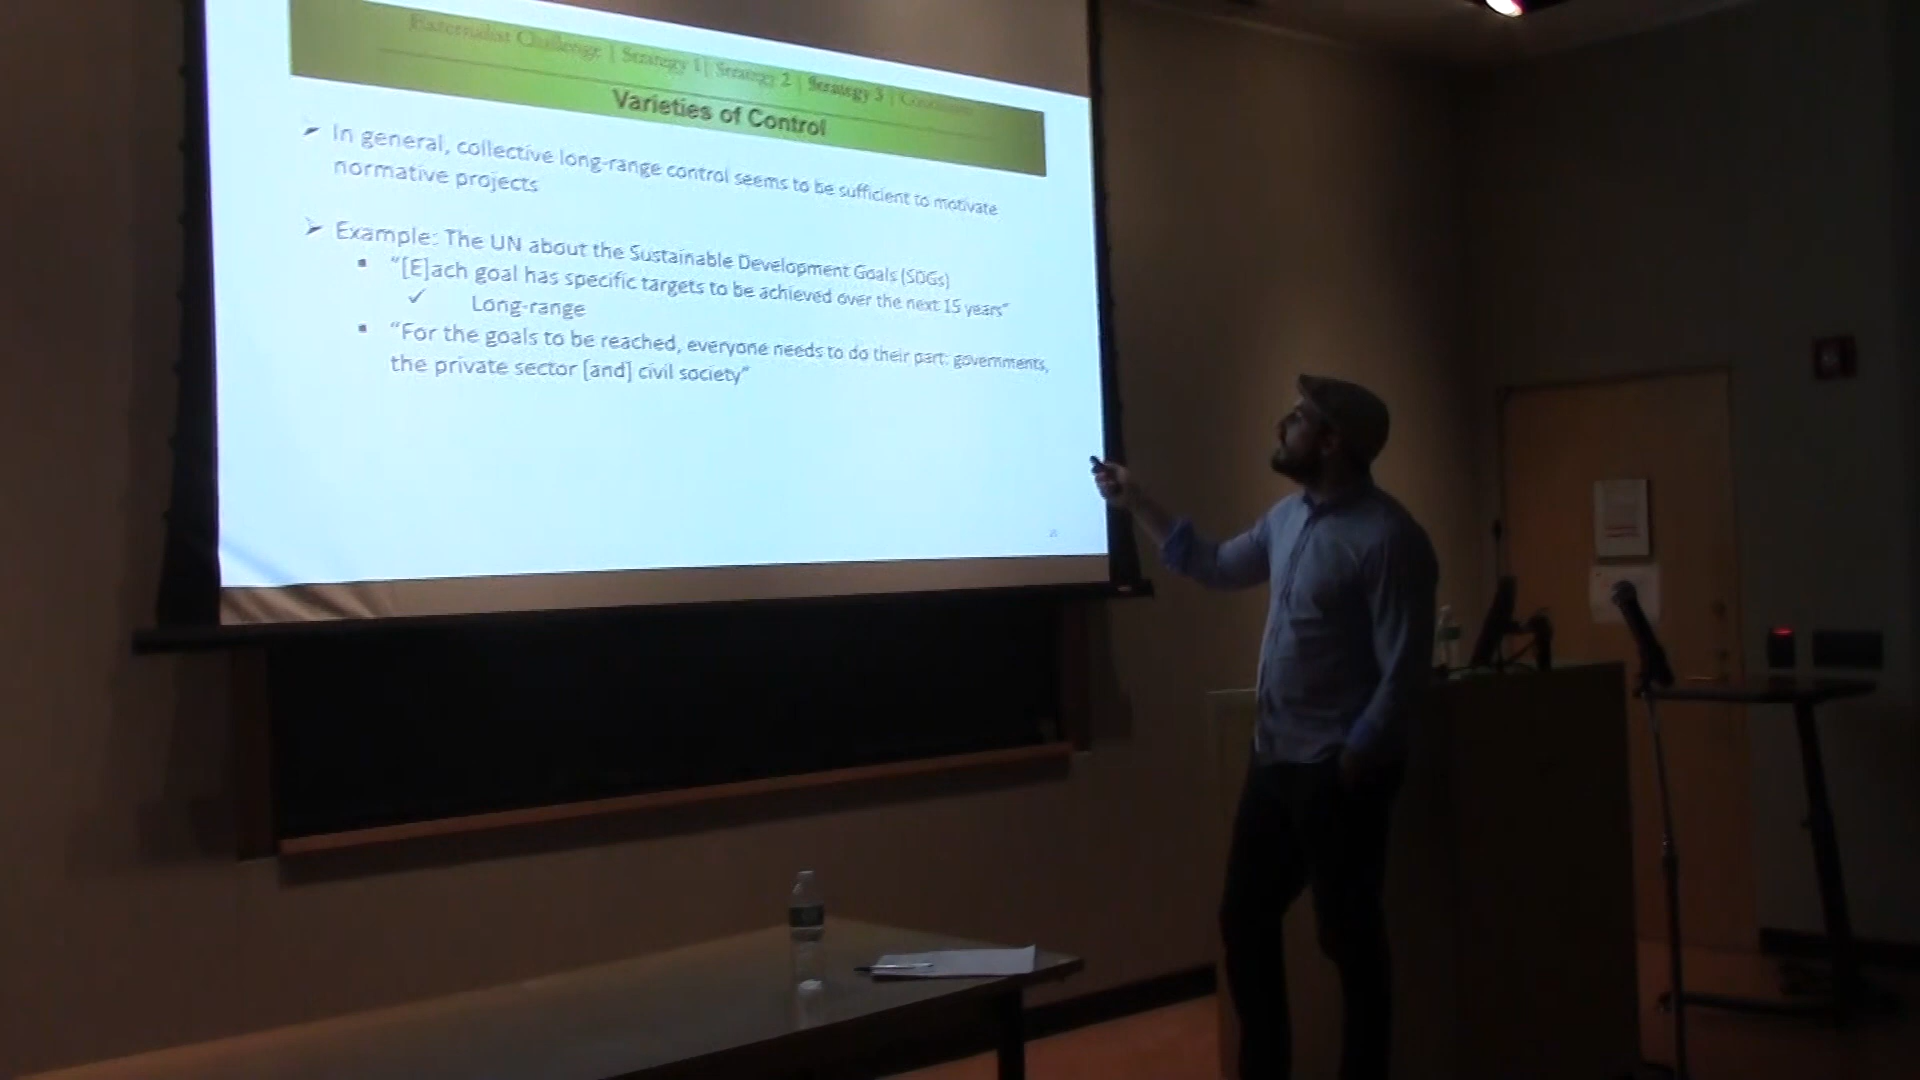 Externalist Challenge | Strategy 1 | Strategy 2 | Strategy 3 | Conclusion
Varieties of Control
➢ In general, collective long-range control seems to be sufficient to motivate
normative projects
➢ Example: The UN about the Sustainable Development Goals (SDGs)
▪ “[E]ach goal has specific targets to be achieved over the next 15 years”
✓ Long-range
▪ “For the goals to be reached, everyone needs to do their part: governments,
the private sector [and] civil society”